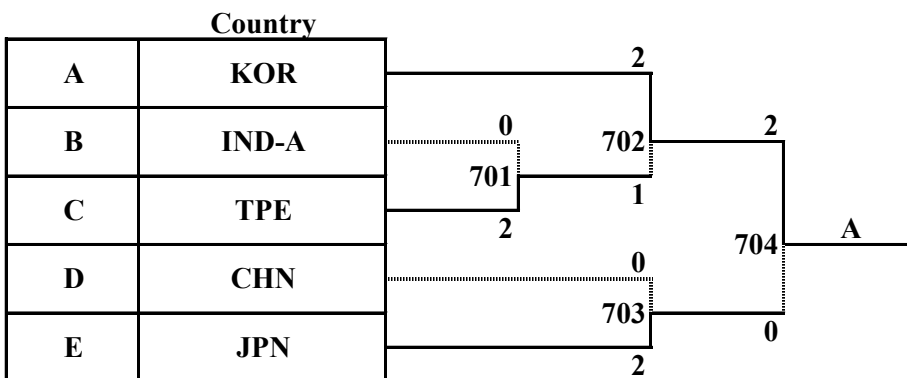 Country
A KOR 2
B IND-A 0 702 2
701
C TPE 2 1
704 A
D CHN 0
703
E JPN 2 0